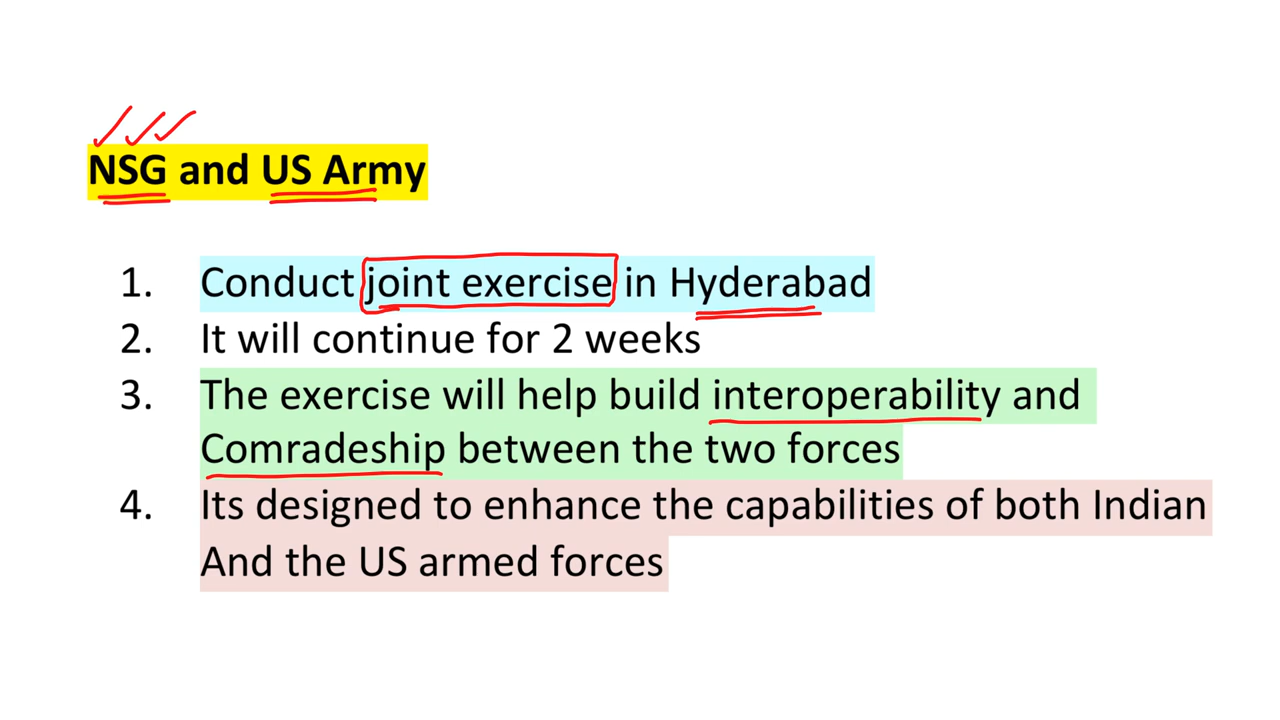 NSG and US Army
1. Conduct joint exercise in Hyderabad
2. It will continue for 2 weeks
3. The exercise will help build interoperability and
Comradeship between the two forces
4. Its designed to enhance the capabilities of both Indian
And the US armed forces